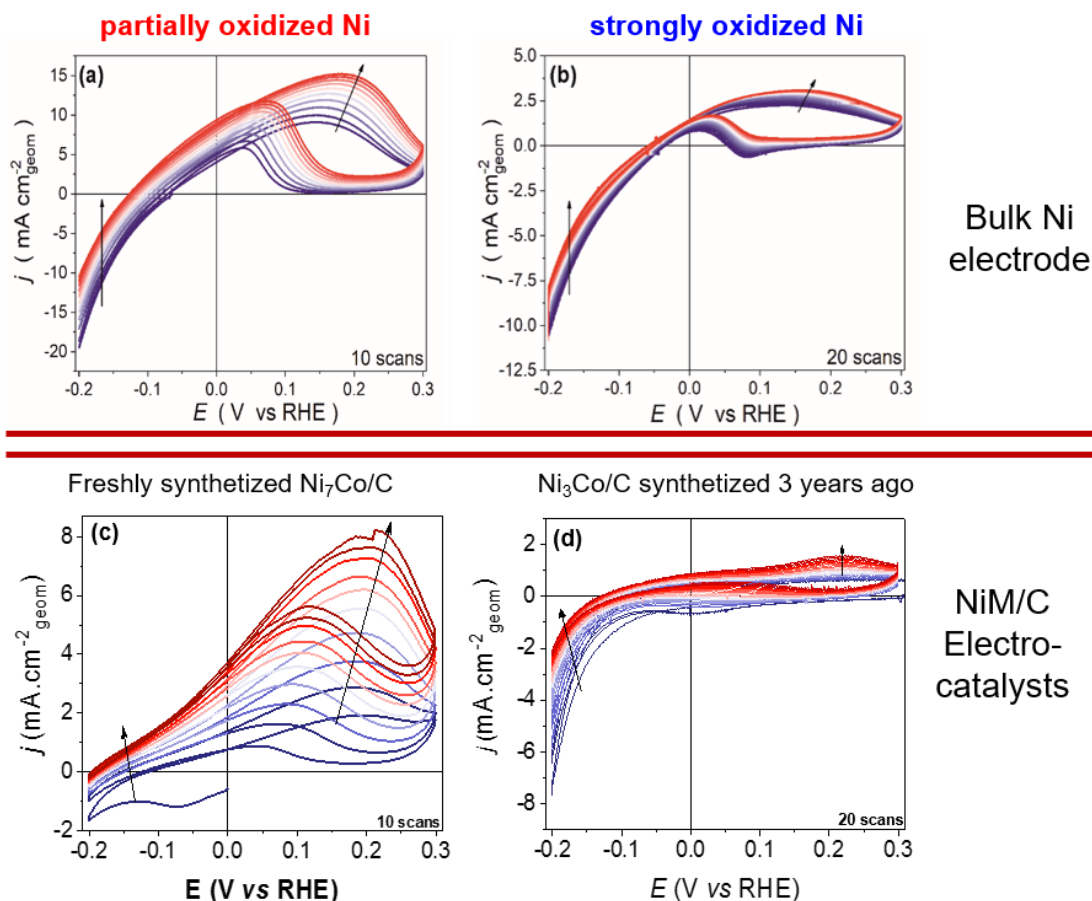 partially oxidized Ni
strongly oxidized Ni
(a)
15
10
5
0
-5
-10
-15
-20
j ( mA cm⁻²geom)
10 scans
-0.2 -0.1 0.0 0.1 0.2 0.3
E ( V vs RHE )
(b)
5.0
2.5
0.0
-2.5
-5.0
-7.5
-10.0
-12.5
j ( mA cm⁻²geom)
20 scans
-0.2 -0.1 0.0 0.1 0.2 0.3
E ( V vs RHE )
Bulk Ni
electrode
Freshly synthetized Ni₇Co/C
(c)
8
6
4
2
0
-2
j (mA.cm⁻²geom)
10 scans
-0.2 -0.1 0.0 0.1 0.2 0.3
E (V vs RHE)
Ni₃Co/C synthetized 3 years ago
(d)
2
0
-2
-4
-6
-8
j (mA.cm⁻²geom)
20 scans
-0.2 -0.1 0.0 0.1 0.2 0.3
E (V vs RHE)
NiM/C
Electro-
catalysts